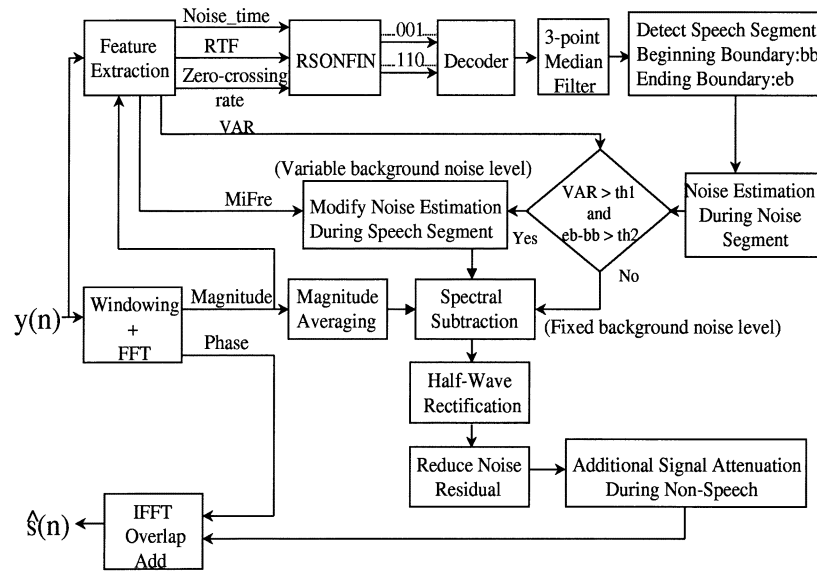 Feature
Extraction
Noise_time
RTF
Zero-crossing
rate
RSONFIN
...001
...110
Decoder
3-point
Median
Filter
Detect Speech Segment
Beginning Boundary:bb
Ending Boundary:eb
VAR
(Variable background noise level)
MiFre
Modify Noise Estimation
During Speech Segment
Yes
VAR > th1
and
eb-bb > th2
No
Noise Estimation
During Noise
Segment
y(n)
Windowing
+
FFT
Magnitude
Phase
Magnitude
Averaging
Spectral
Subtraction
(Fixed background noise level)
Half-Wave
Rectification
Reduce Noise
Residual
Additional Signal Attenuation
During Non-Speech
ŝ(n)
IFFT
Overlap
Add